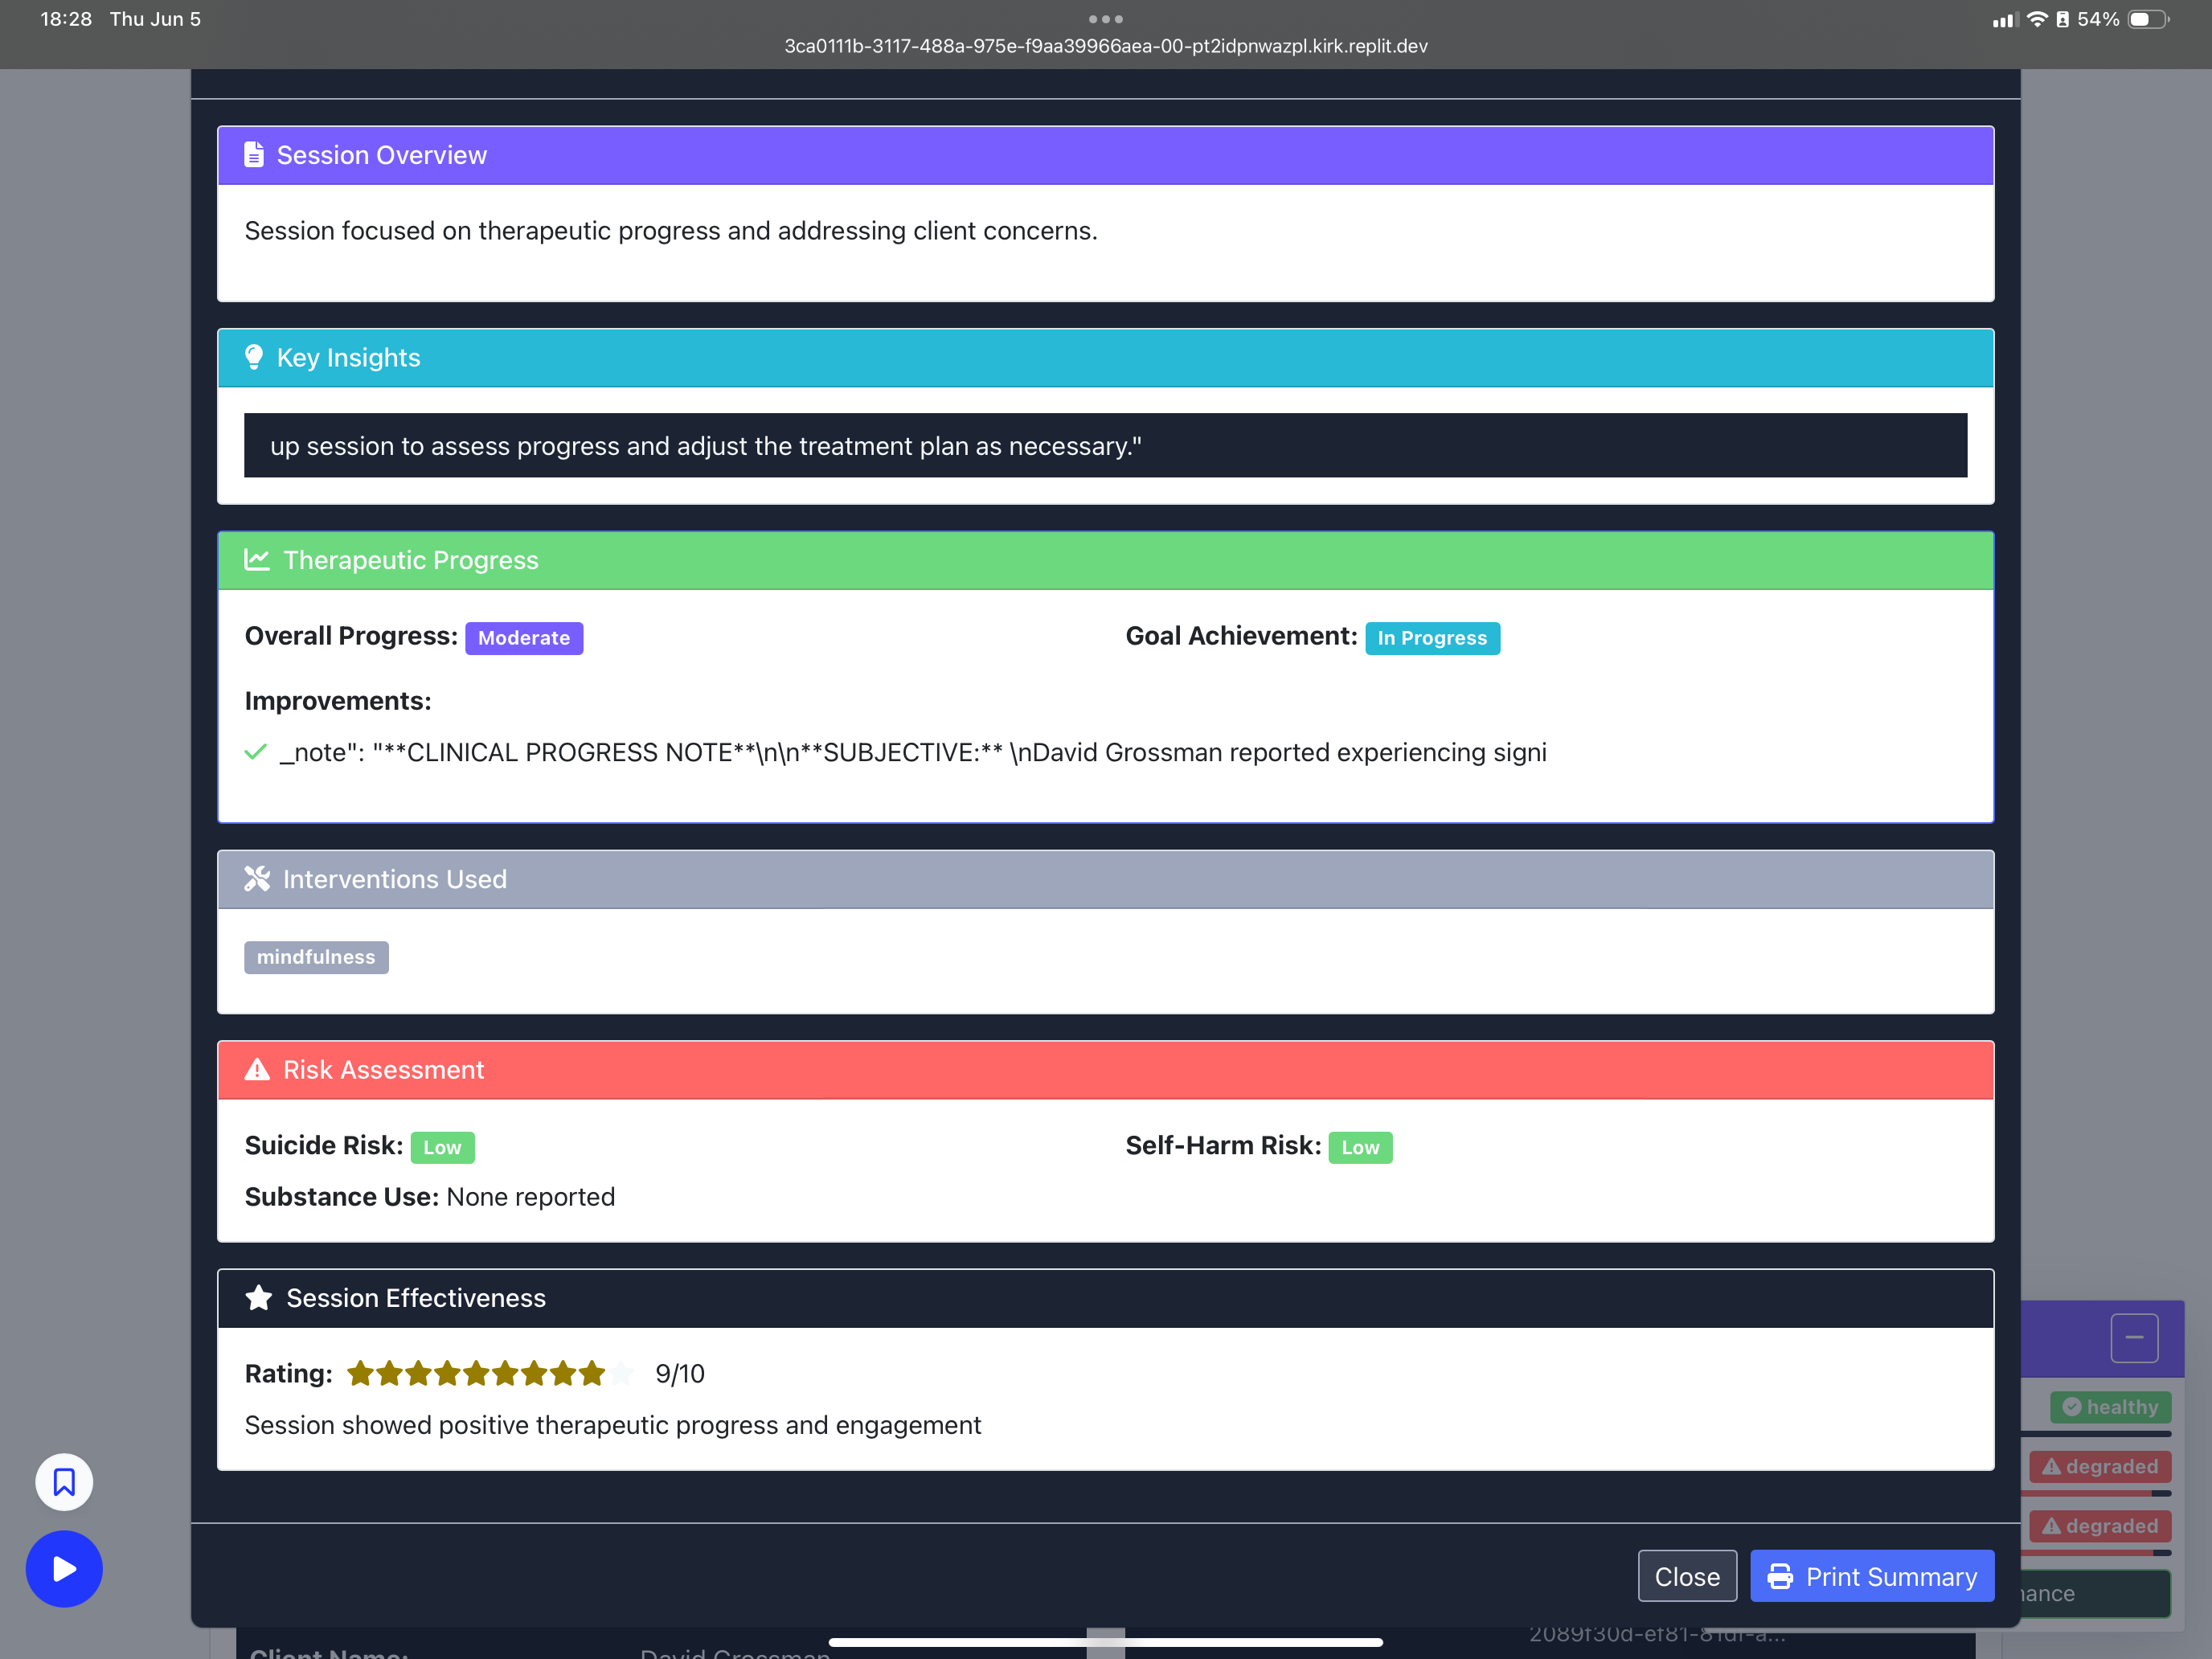 18:28 Thu Jun 5
54%
3ca0111b-3117-488a-975e-f9aa39966aea-00-pt2idpnwazpl.kirk.replit.dev
Session Overview
Session focused on therapeutic progress and addressing client concerns.
Key Insights
up session to assess progress and adjust the treatment plan as necessary."
Therapeutic Progress
Overall Progress: Moderate
Goal Achievement: In Progress
Improvements:
_note": "**CLINICAL PROGRESS NOTE**\n\n**SUBJECTIVE:** \nDavid Grossman reported experiencing signi
Interventions Used
mindfulness
Risk Assessment
Suicide Risk: Low
Self-Harm Risk: Low
Substance Use: None reported
Session Effectiveness
Rating: 9/10
Session showed positive therapeutic progress and engagement
healthy
degraded
degraded
Close
Print Summary
Client Name: David Grossman